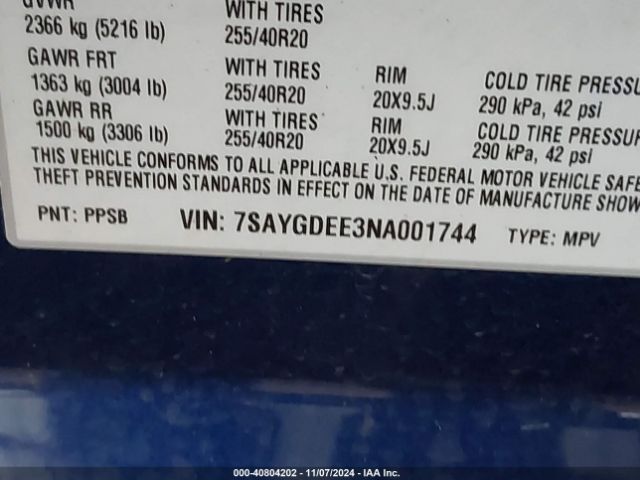 GVWR
2366 kg (5216 lb) WITH TIRES 255/40R20
GAWR FRT
1363 kg (3004 lb) WITH TIRES 255/40R20 RIM 20X9.5J COLD TIRE PRESSU 290 kPa, 42 psi
GAWR RR
1500 kg (3306 lb) WITH TIRES 255/40R20 RIM 20X9.5J COLD TIRE PRESSUR 290 kPa, 42 psi
THIS VEHICLE CONFORMS TO ALL APPLICABLE U.S. FEDERAL MOTOR VEHICLE SAFE
THEFT PREVENTION STANDARDS IN EFFECT ON THE DATE OF MANUFACTURE SHOW
PNT: PPSB VIN: 7SAYGDEE3NA001744 TYPE: MPV
000-40804202 - 11/07/2024 - IAA Inc.